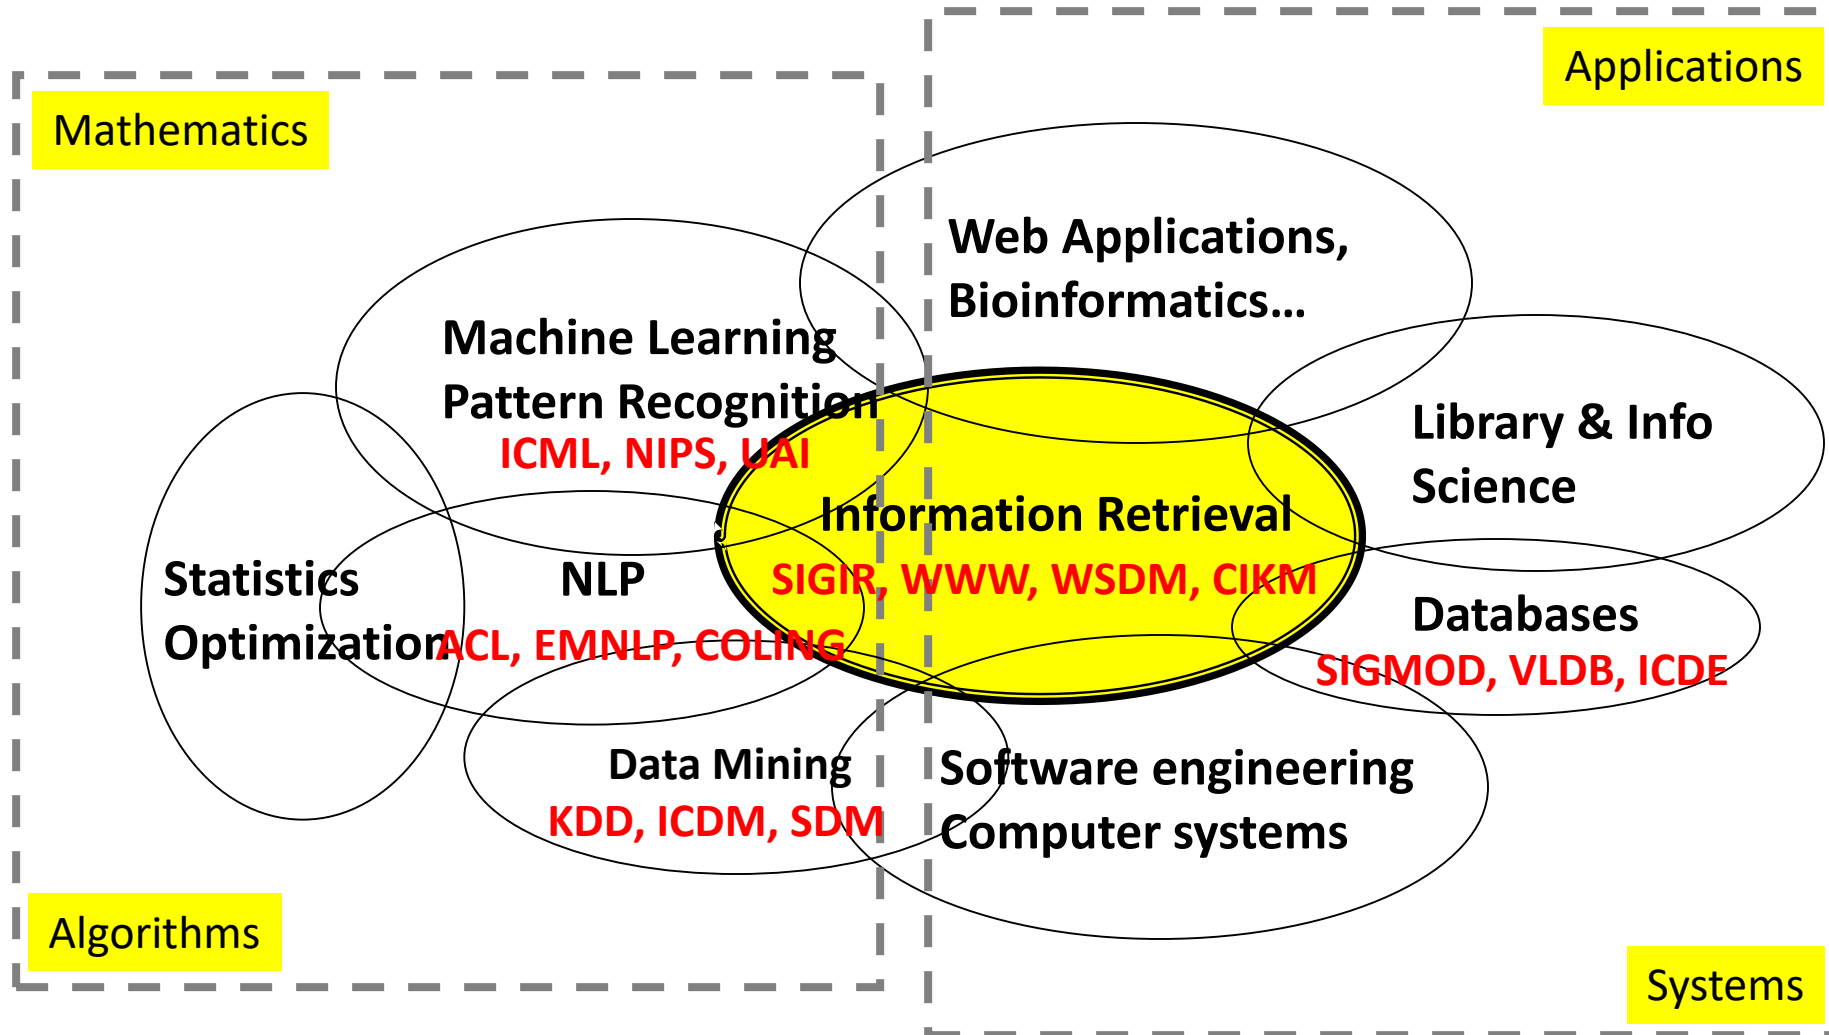 Applications
Mathematics
Web Applications,
Bioinformatics…
Machine Learning
Pattern Recognition
ICML, NIPS, UAI
Library & Info
Science
Information Retrieval
SIGIR, WWW, WSDM, CIKM
Statistics
Optimization
NLP
ACL, EMNLP, COLING
Databases
SIGMOD, VLDB, ICDE
Data Mining
KDD, ICDM, SDM
Software engineering
Computer systems
Algorithms
Systems